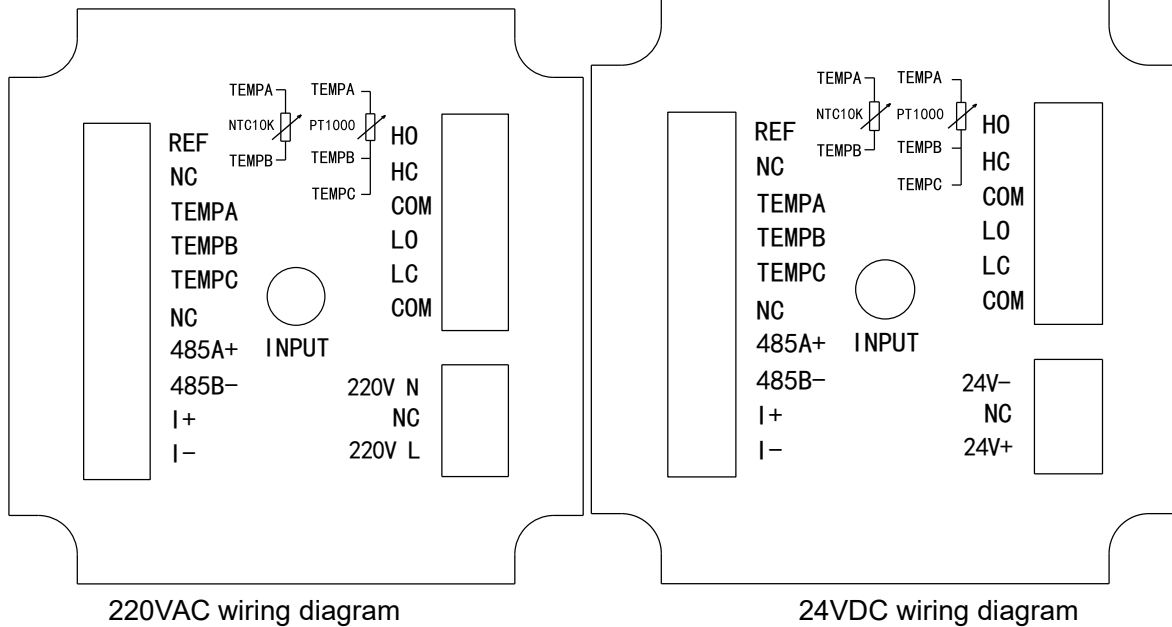 TEMPA
NTC10K
TEMPB
TEMPA
PT1000
TEMPB
TEMPC
REF
NC
TEMPA
TEMPB
TEMPC
NC
485A+
485B-
I+
I-
INPUT
HO
HC
COM
LO
LC
COM
220V N
NC
220V L
220VAC wiring diagram
TEMPA
NTC10K
TEMPB
TEMPA
PT1000
TEMPB
TEMPC
REF
NC
TEMPA
TEMPB
TEMPC
NC
485A+
485B-
I+
I-
INPUT
HO
HC
COM
LO
LC
COM
24V-
NC
24V+
24VDC wiring diagram